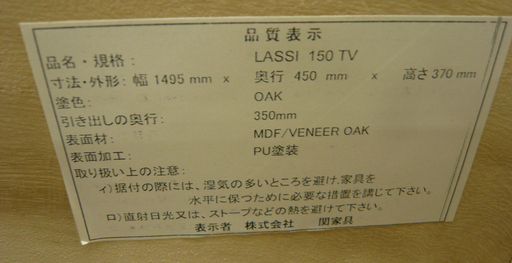 品質表示
品名・規格: LASSI 150 TV
寸法・外形: 幅 1495 mm x 奥行 450 mm x 高さ 370 mm
塗色: OAK
引き出しの奥行: 350mm
表面材: MDF/VENEER OAK
表面加工: PU塗装
取り扱い上の注意:
イ)据付の際には、湿気の多いところを避け、家具を
水平に保つために必要な措置を講じて下さい。
ロ)直射日光又は、ストーブなどの熱を避けて下さい。
表示者 株式会社 関家具